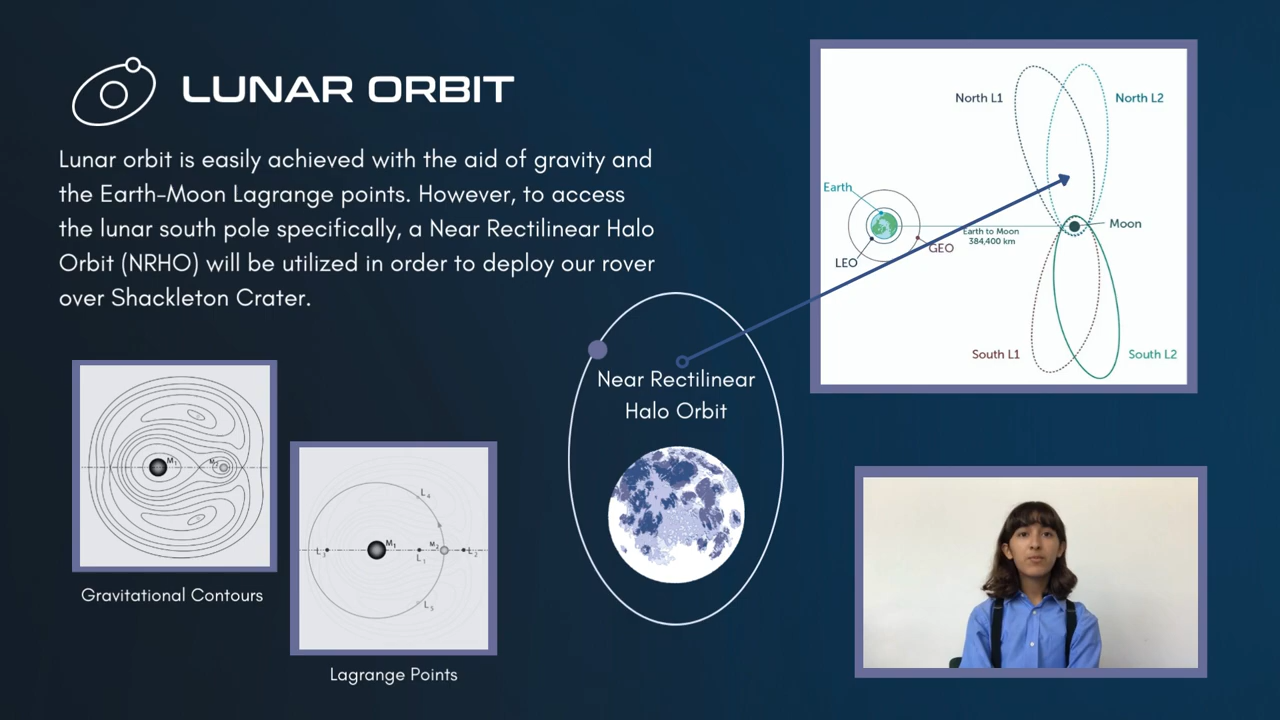 LUNAR ORBIT
Lunar orbit is easily achieved with the aid of gravity and
the Earth-Moon Lagrange points. However, to access
the lunar south pole specifically, a Near Rectilinear Halo
Orbit (NRHO) will be utilized in order to deploy our rover
over Shackleton Crater.
M1
M2
Gravitational Contours
L4
L3
M1
L1
M2
L2
L5
Lagrange Points
Near Rectilinear
Halo Orbit
North L1
North L2
Earth
Moon
Earth to Moon
384,400 km
GEO
LEO
South L1
South L2